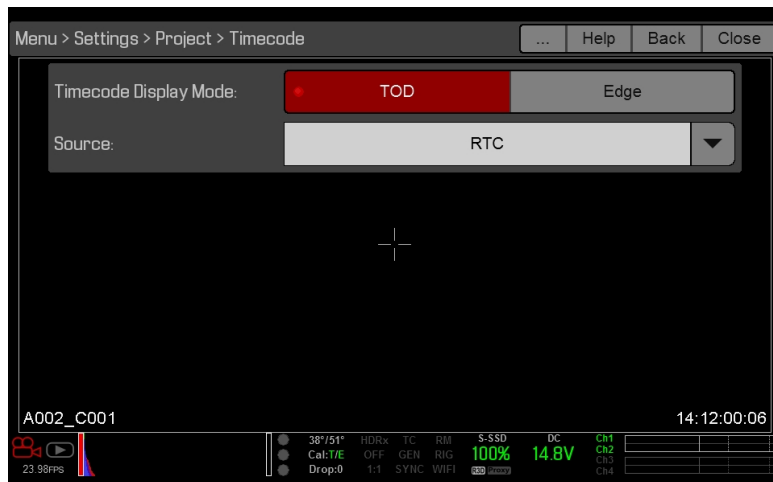 Menu > Settings > Project > Timecode ... Help Back Close
Timecode Display Mode: TOD Edge
Source: RTC
A002_C001 14:12:00:06
38°/51° HDRx TC RM S-SSD DC Ch1
Cal:T/E OFF GEN RIG 100% 14.8V Ch2
Ch3
23.98FPS Drop:0 1:1 SYNC WIFI R3D Proxy Ch4